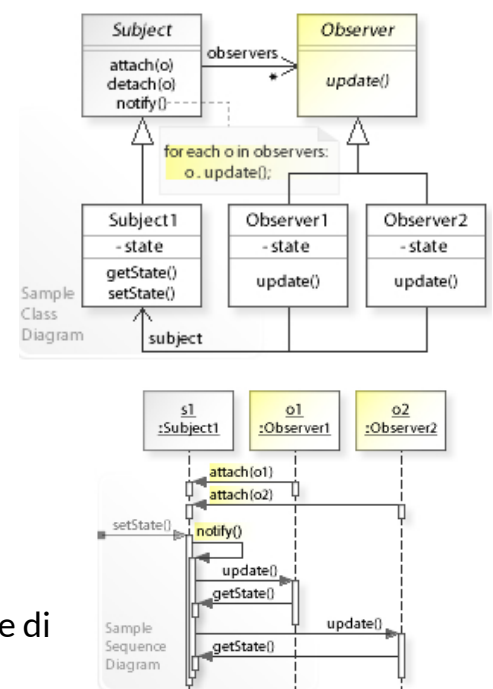 Subject
attach(o)
detach(o)
notify()
observers
*
Observer
update()
for each o in observers:
o . update();
Subject1
- state
getState()
setState()
Observer1
- state
update()
Observer2
- state
update()
Sample
Class
Diagram
subject
s1
:Subject1
o1
:Observer1
o2
:Observer2
attach(o1)
attach(o2)
setState()
notify()
update()
getState()
update()
getState()
e di
Sample
Sequence
Diagram